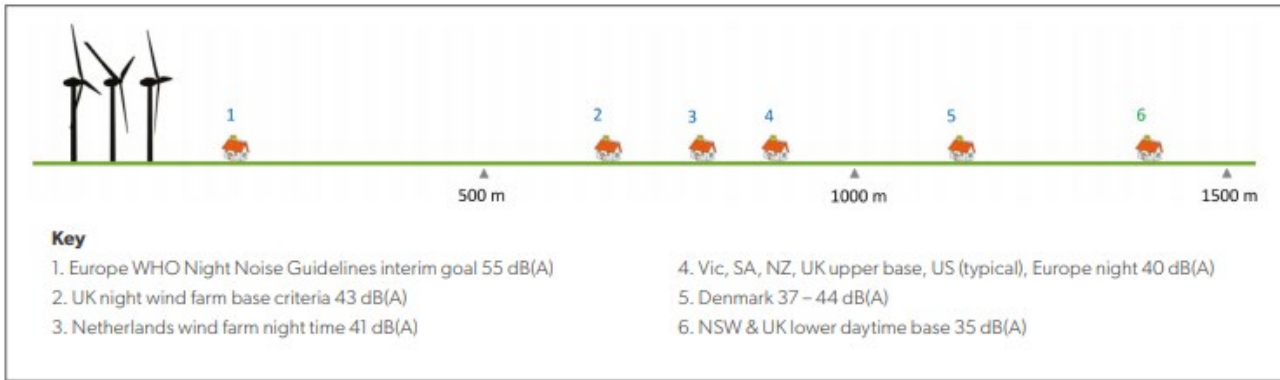 1
2
3
4
5
6
500 m
1000 m
1500 m
Key
1. Europe WHO Night Noise Guidelines interim goal 55 dB(A)
2. UK night wind farm base criteria 43 dB(A)
3. Netherlands wind farm night time 41 dB(A)
4. Vic, SA, NZ, UK upper base, US (typical), Europe night 40 dB(A)
5. Denmark 37 – 44 dB(A)
6. NSW & UK lower daytime base 35 dB(A)